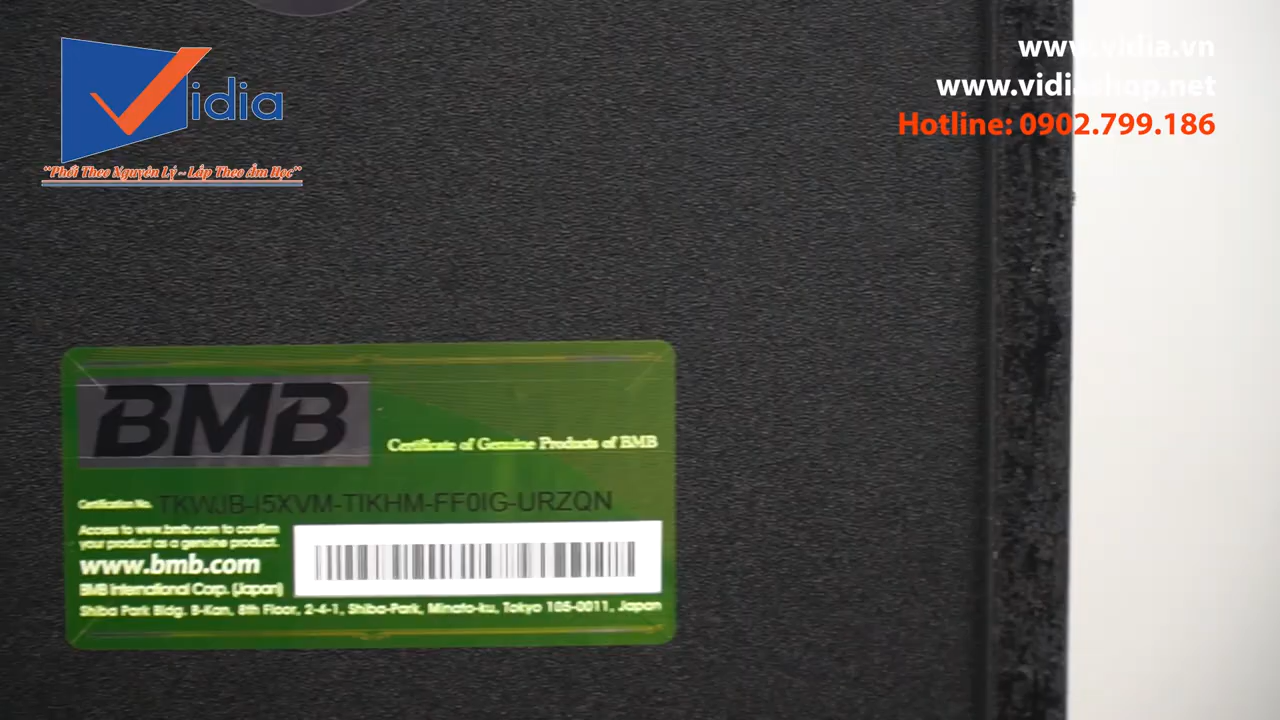 Vidia
"Phối Theo Nguyên Lý - Lắp Theo Âm Học"
www.vidia.vn
www.vidiashop.net
Hotline: 0902.799.186
BMB
Certificate of Genuine Products of BMB
Certification No. TKWJB-I5XVM-TIKHM-FF0IG-URZQN
Access to www.bmb.com to confirm
your product as a genuine product.
www.bmb.com
BMB International Corp. (Japan)
Shiba Park Bldg. B-Kan, 8th Floor, 2-4-1, Shiba-Park, Minato-ku, Tokyo 105-0011, Japan